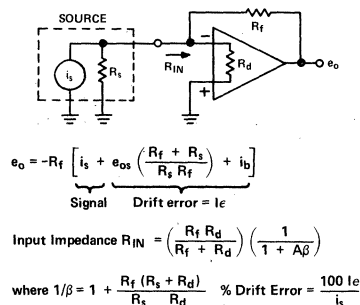 SOURCE
i_s
R_s
R_IN
R_f
−
R_d
+
e_o
e_o = -R_f [ i_s + e_os ( (R_f + R_s) / (R_s R_f) ) + i_b ]
Signal Drift error = Iϵ
Input Impedance R_IN = ( R_f R_d / (R_f + R_d) ) ( 1 / (1 + Aβ) )
where 1/β = 1 + R_f (R_s + R_d) / (R_s R_d) % Drift Error = 100 Iϵ / i_s